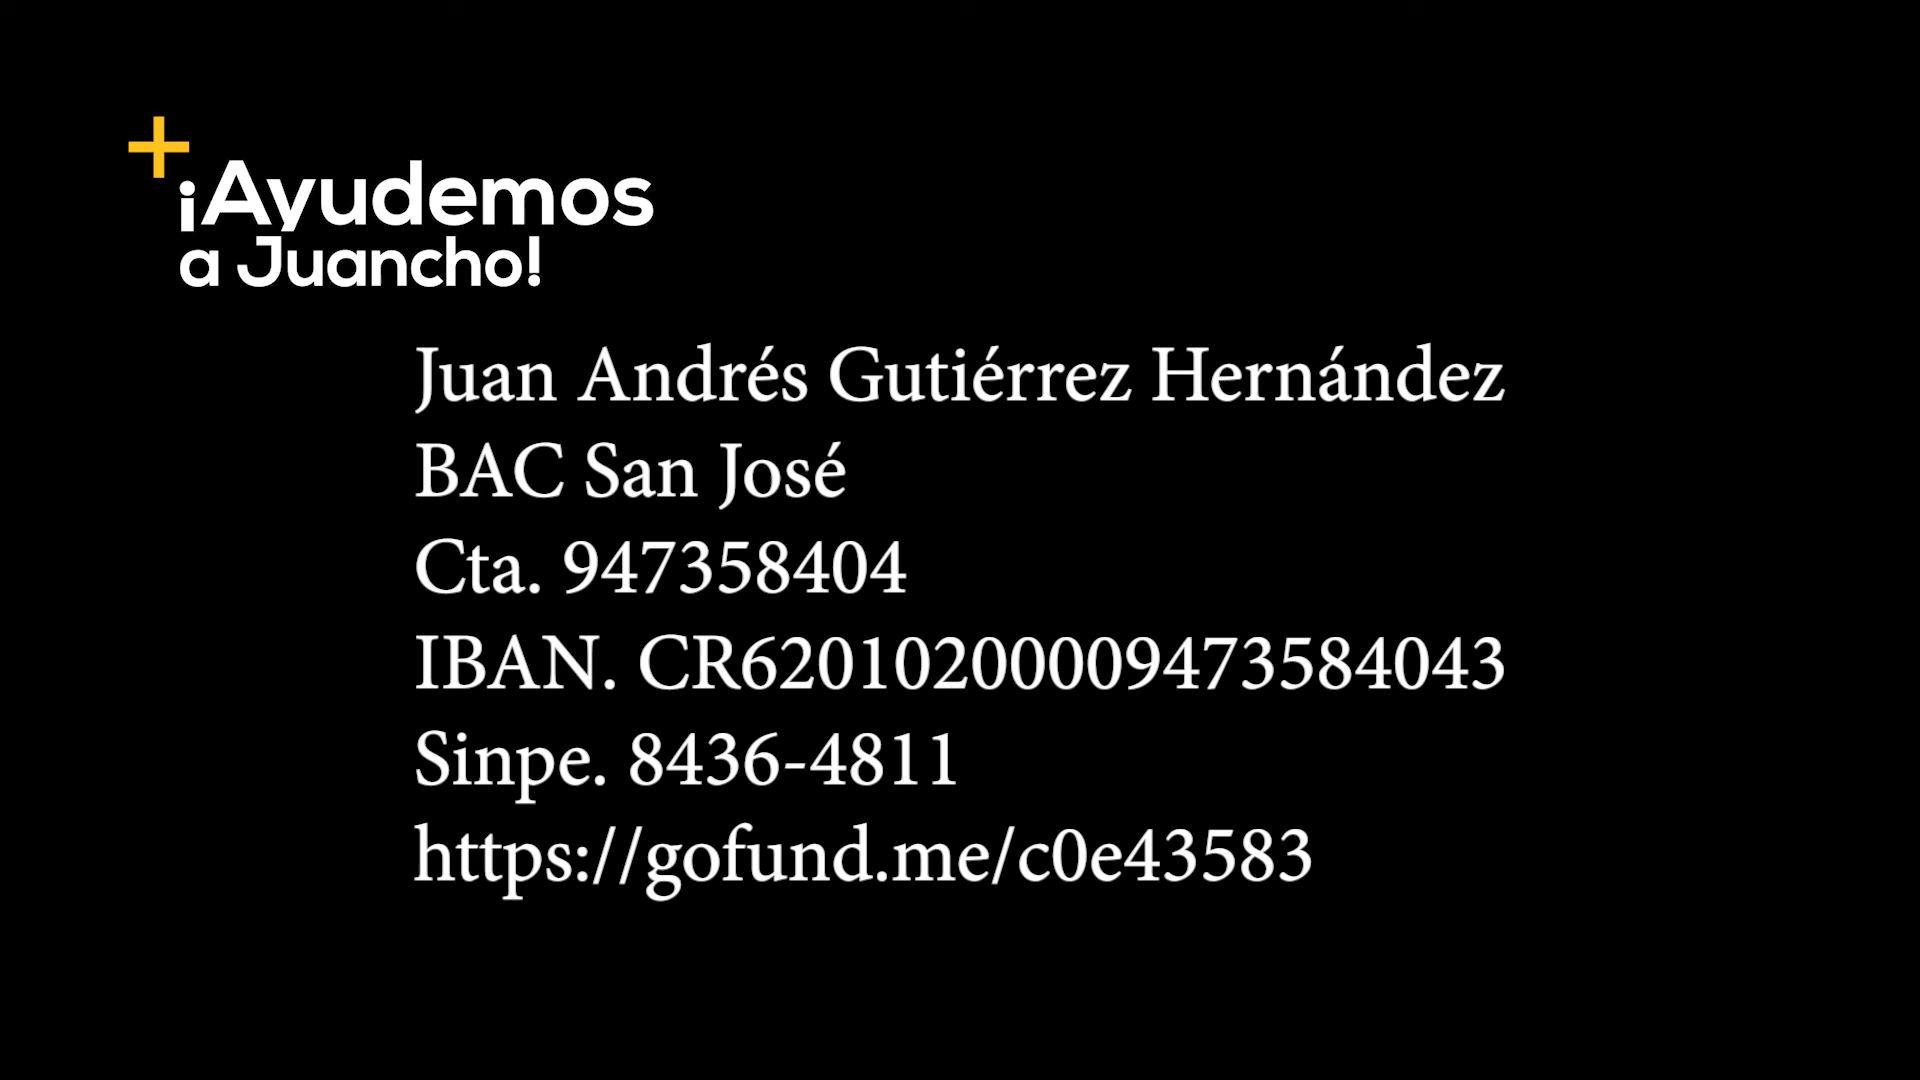 ¡Ayudemos
a Juancho!
Juan Andrés Gutiérrez Hernández
BAC San José
Cta. 947358404
IBAN. CR62010200009473584043
Sinpe. 8436-4811
https://gofund.me/c0e43583